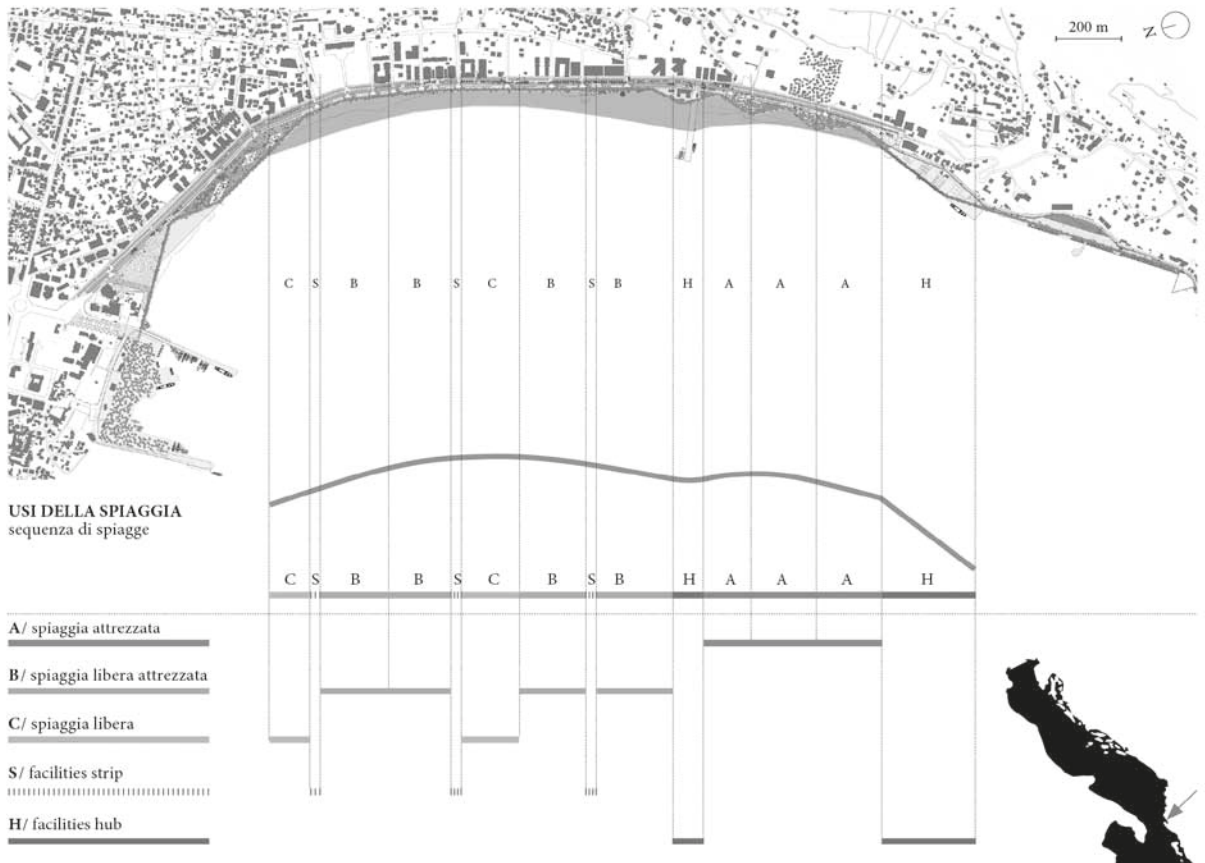 200 m
N
C S B B S C B S B H A A A H
USI DELLA SPIAGGIA
sequenza di spiagge
C S B B S C B S B H A A A H
A/ spiaggia attrezzata
B/ spiaggia libera attrezzata
C/ spiaggia libera
S/ facilities strip
H/ facilities hub